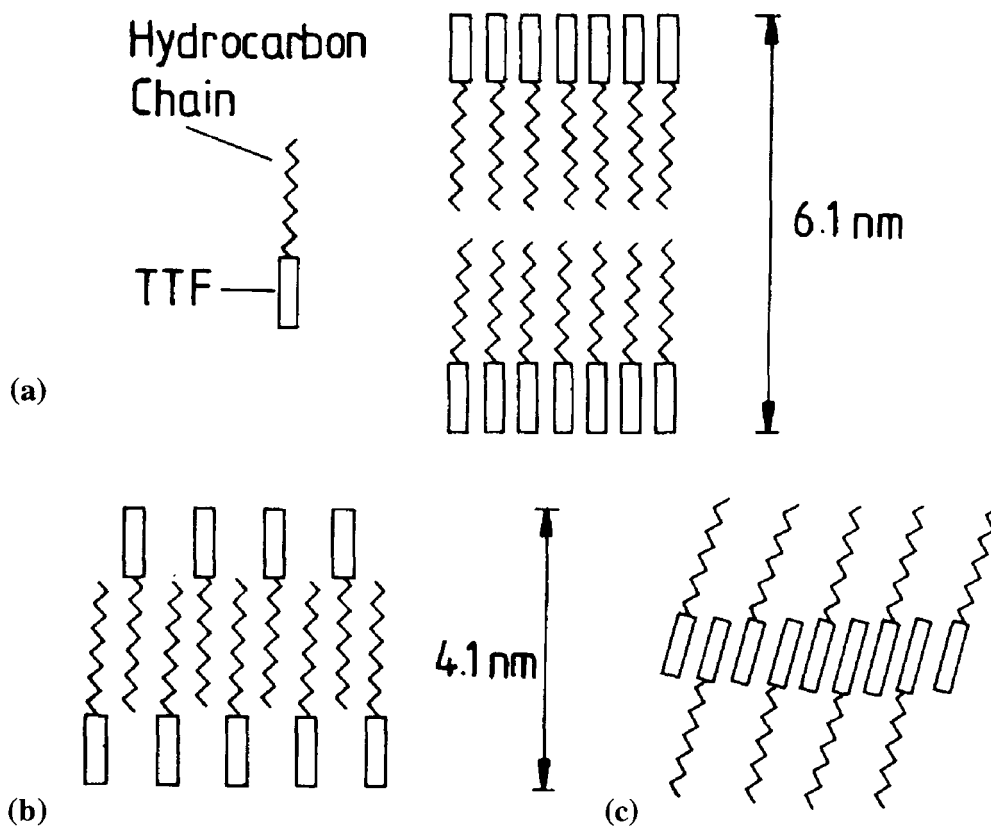 Hydrocarbon
Chain
TTF
6.1 nm
(a)
4.1 nm
(b)
(c)